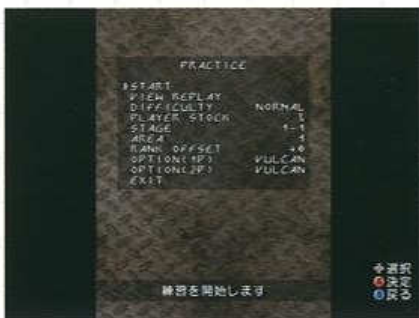 PRACTICE
START
VIEW REPLAY
DIFFICULTY NORMAL
PLAYER STOCK
STAGE 1-1
AREA 1
RANK OFFSET +0
OPTION(1P) VULCAN
OPTION(2P) VULCAN
EXIT
練習を開始します
選択
決定
戻る